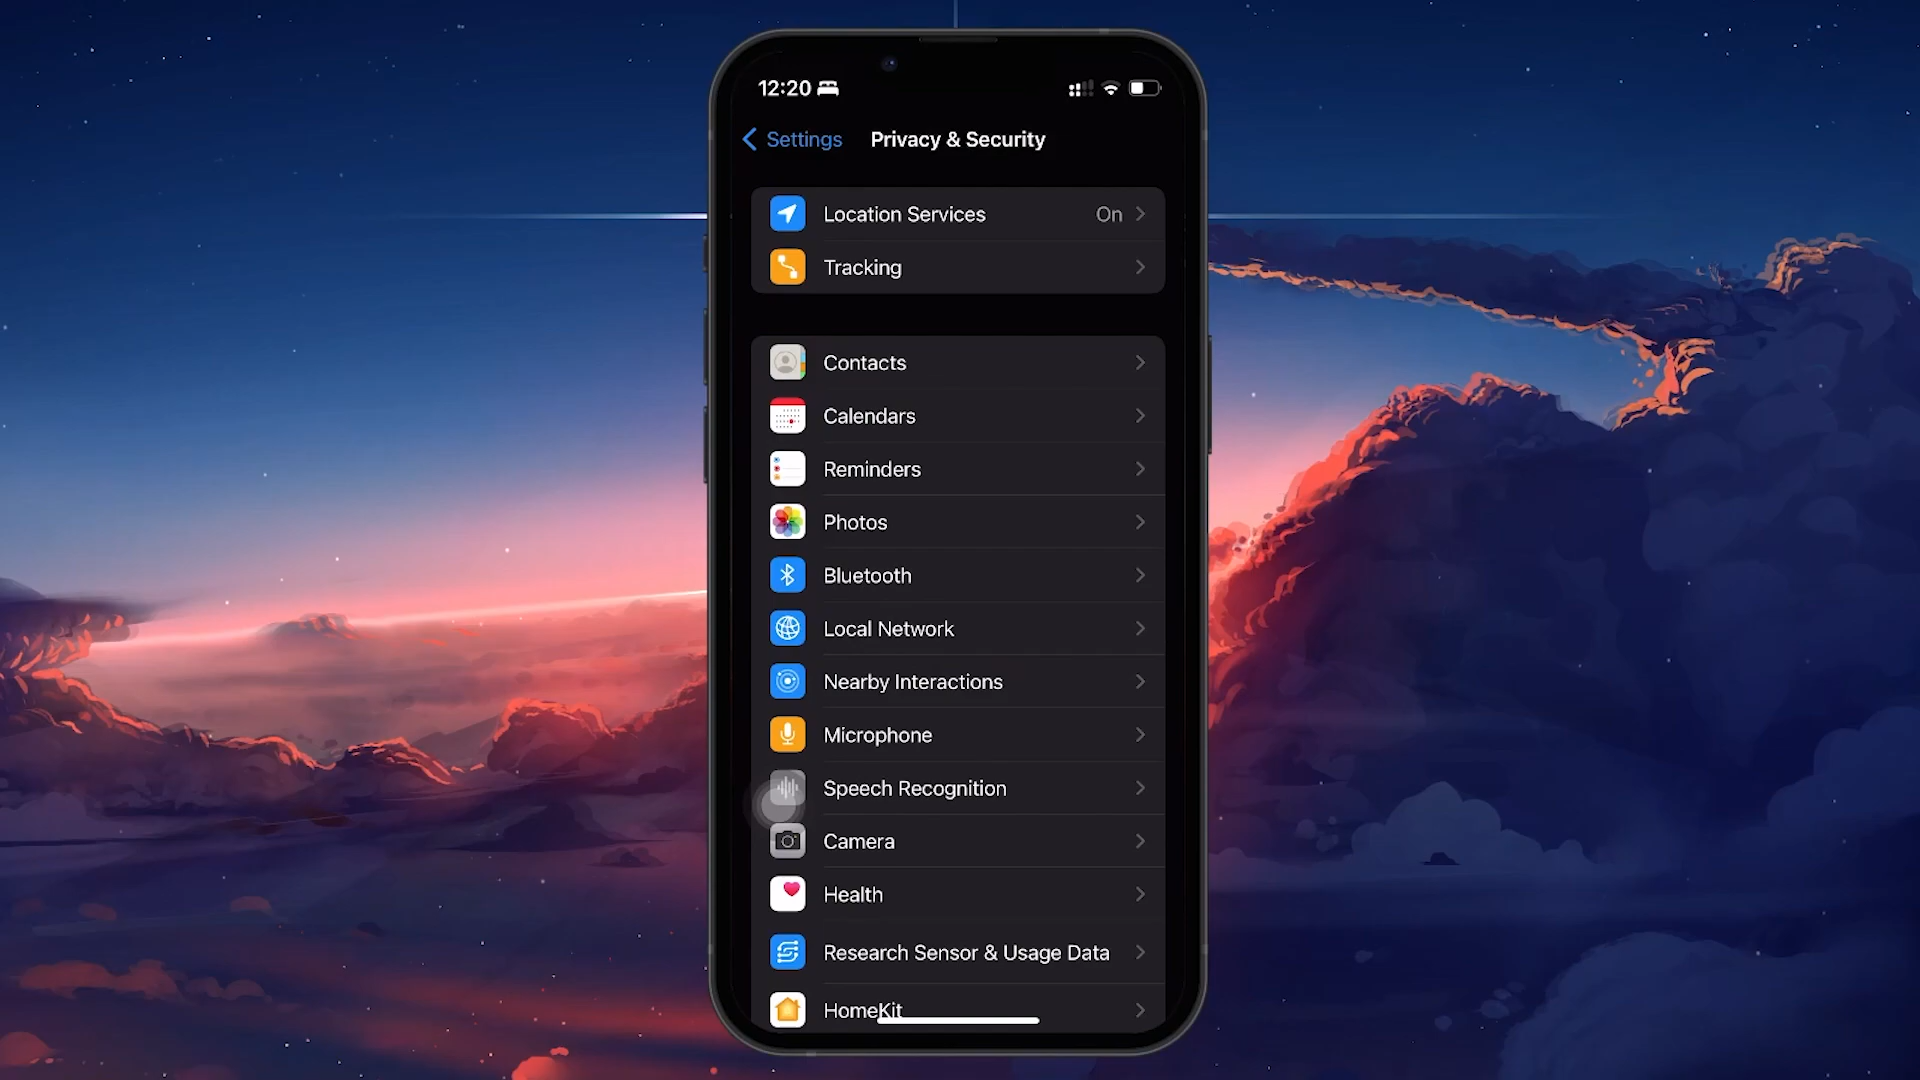 12:20
Settings
Privacy & Security
Location Services On
Tracking
Contacts
Calendars
Reminders
Photos
Bluetooth
Local Network
Nearby Interactions
Microphone
Speech Recognition
Camera
Health
Research Sensor & Usage Data
HomeKit